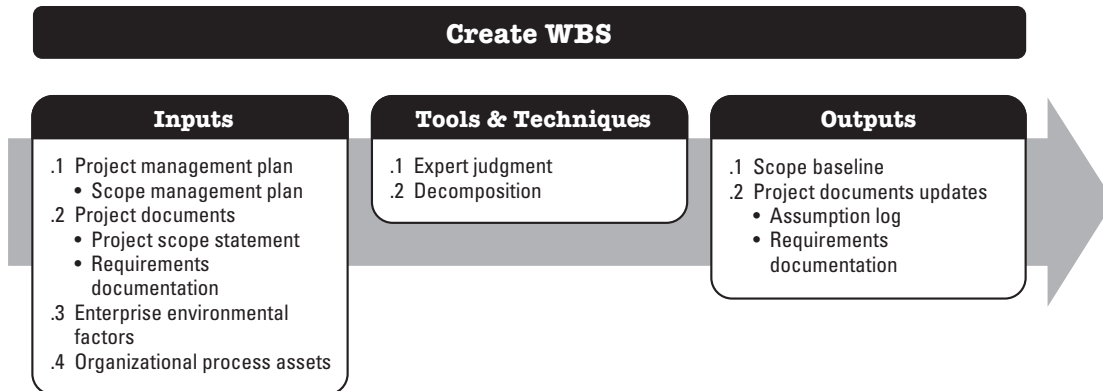 Create WBS
Inputs
.1 Project management plan
• Scope management plan
.2 Project documents
• Project scope statement
• Requirements
documentation
.3 Enterprise environmental
factors
.4 Organizational process assets
Tools & Techniques
.1 Expert judgment
.2 Decomposition
Outputs
.1 Scope baseline
.2 Project documents updates
• Assumption log
• Requirements
documentation